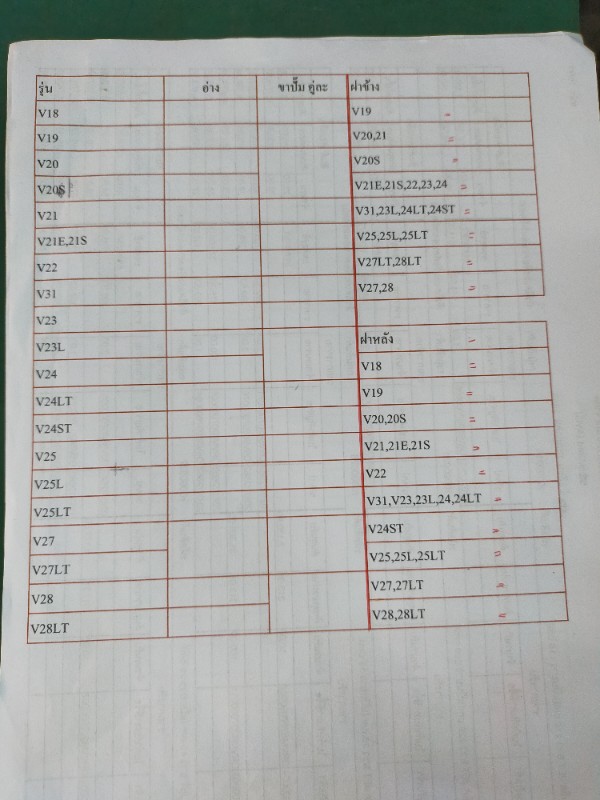 รุ่น อ่าง ขาปั๊ม คู่ละ ฝาข้าง
V18 V19
V19 V20,21
V20 V20S
V20S V21E,21S,22,23,24
V21 V31,23L,24LT,24ST
V21E,21S V25,25L,25LT
V22 V27LT,28LT
V31 V27,28
V23
V23L ฝาหลัง
V24 V18
V24LT V19
V24ST V20,20S
V25 V21,21E,21S
V25L V22
V25LT V31,V23,23L,24,24LT
V27 V24ST
V27LT V25,25L,25LT
V28 V27,27LT
V28LT V28,28LT